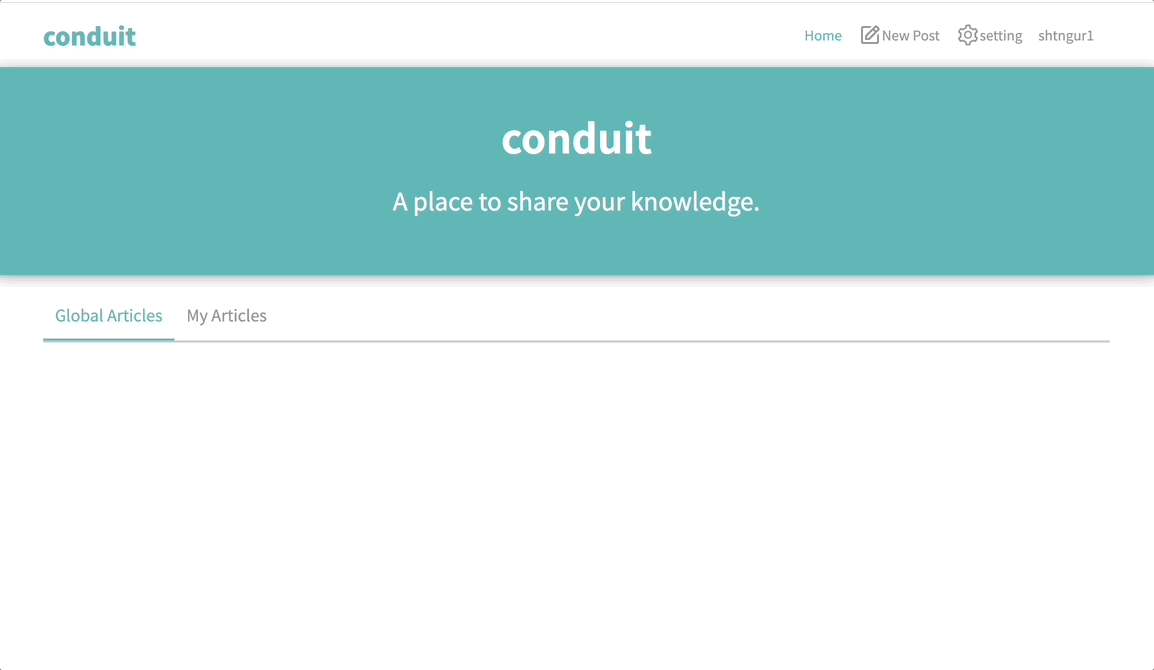 conduit Home New Post setting shtngur1
conduit
A place to share your knowledge.
Global Articles My Articles